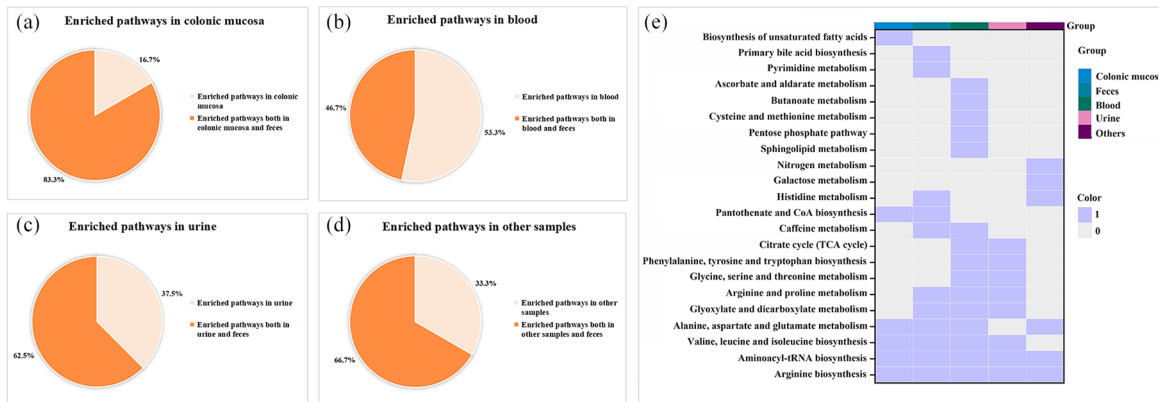 (a)
Enriched pathways in colonic mucosa
16.7%
83.3%
Enriched pathways in colonic
mucosa
Enriched pathways both in
colonic mucosa and feces
(b)
Enriched pathways in blood
46.7%
53.3%
Enriched pathways in blood
Enriched pathways both in
blood and feces
(c)
Enriched pathways in urine
37.5%
62.5%
Enriched pathways in urine
Enriched pathways both in
urine and feces
(d)
Enriched pathways in other samples
33.3%
66.7%
Enriched pathways in other
samples
Enriched pathways both in
other samples and feces
(e)
Group
Biosynthesis of unsaturated fatty acids
Primary bile acid biosynthesis
Pyrimidine metabolism
Ascorbate and aldarate metabolism
Butanoate metabolism
Cysteine and methionine metabolism
Pentose phosphate pathway
Sphingolipid metabolism
Nitrogen metabolism
Galactose metabolism
Histidine metabolism
Pantothenate and CoA biosynthesis
Caffeine metabolism
Citrate cycle (TCA cycle)
Phenylalanine, tyrosine and tryptophan biosynthesis
Glycine, serine and threonine metabolism
Arginine and proline metabolism
Glyoxylate and dicarboxylate metabolism
Alanine, aspartate and glutamate metabolism
Valine, leucine and isoleucine biosynthesis
Aminoacyl-tRNA biosynthesis
Arginine biosynthesis
Group
Colonic mucos
Feces
Blood
Urine
Others
Color
1
0